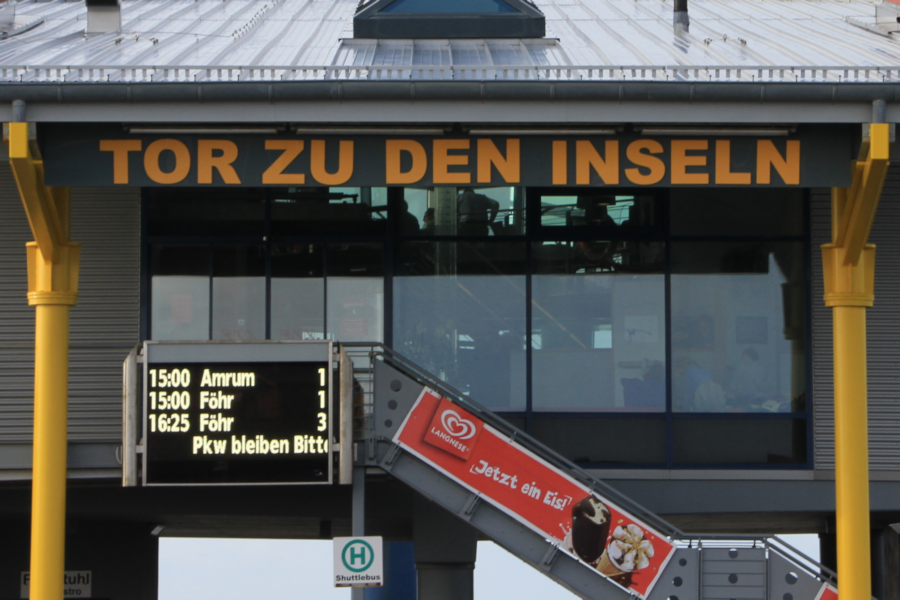 TOR ZU DEN INSELN
15:00 Amrum 1
15:00 Föhr 1
16:25 Föhr 3
Pkw bleiben Bitte
LANGNESE
Jetzt ein Eis!
H
Shuttlebus